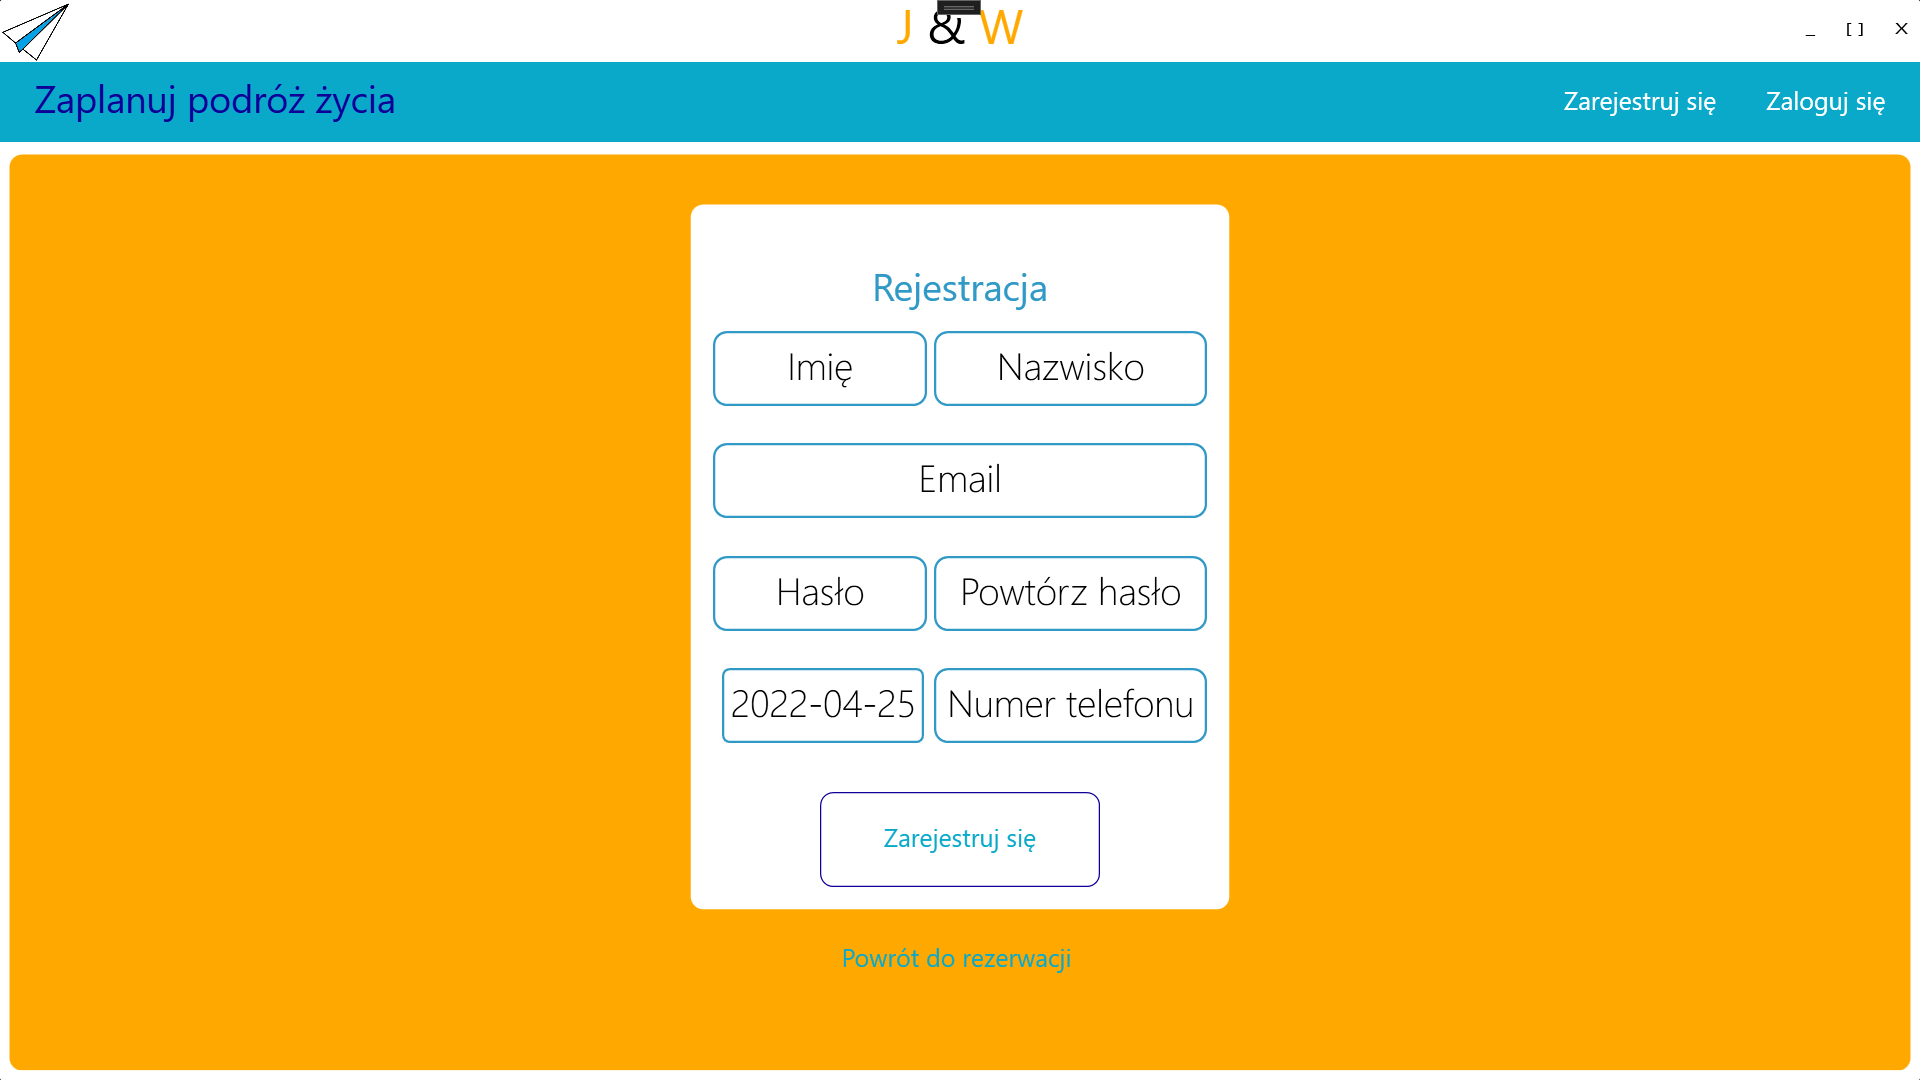 J & W
_ [ ] X
Zaplanuj podróż życia
Zarejestruj się Zaloguj się
Rejestracja
Imię Nazwisko
Email
Hasło Powtórz hasło
2022-04-25 Numer telefonu
Zarejestruj się
Powrót do rezerwacji